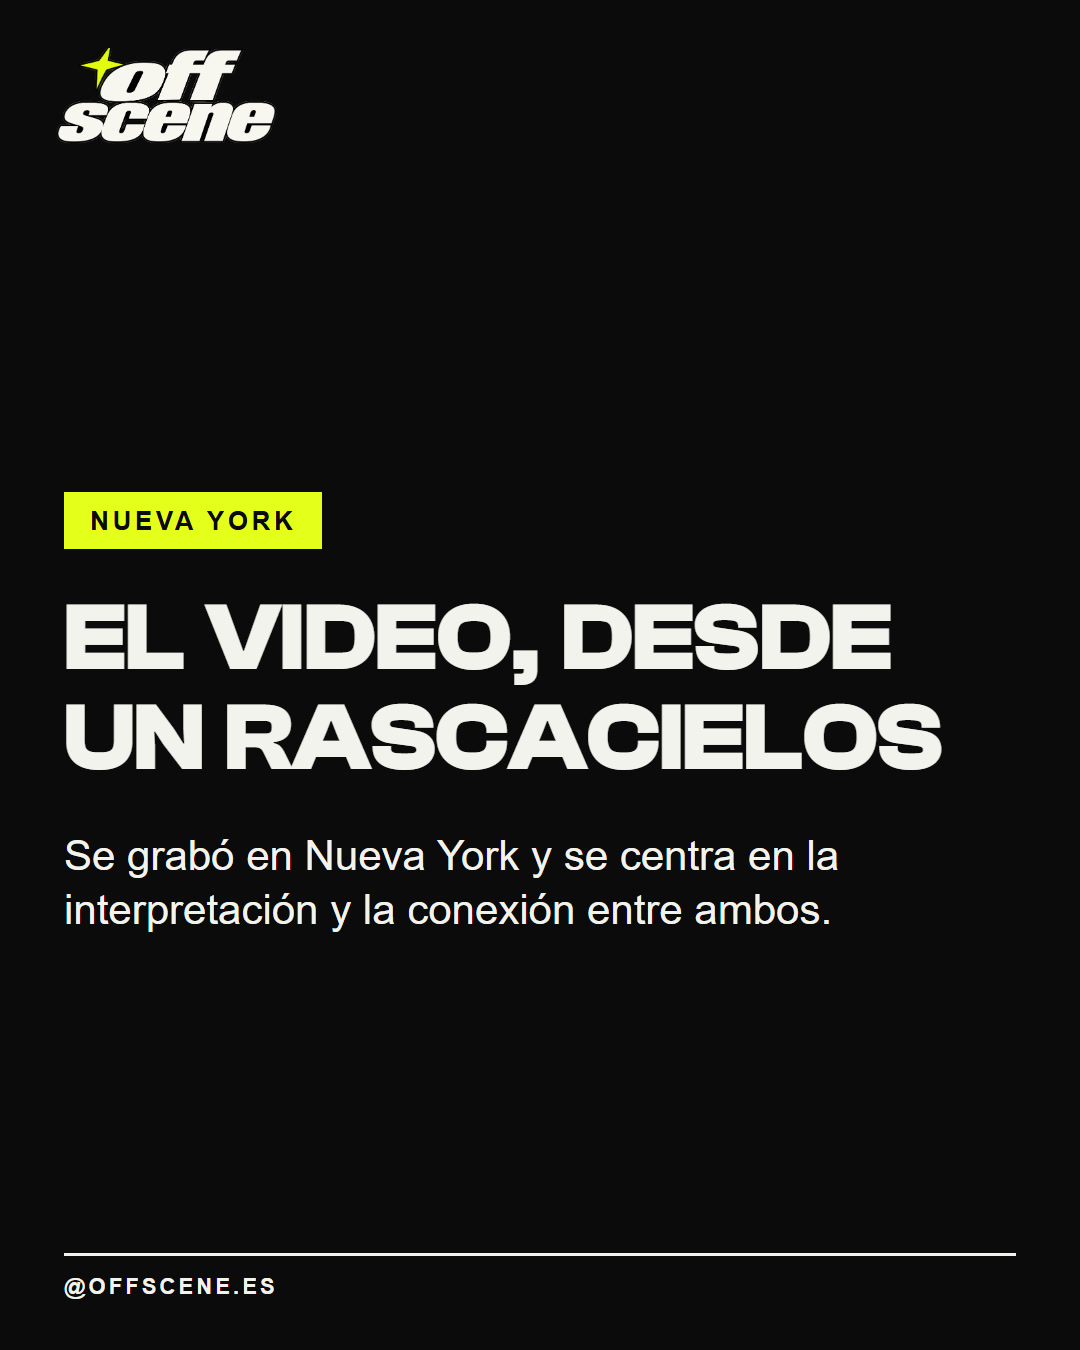 off
scene
NUEVA YORK
EL VIDEO, DESDE
UN RASCACIELOS
Se grabó en Nueva York y se centra en la
interpretación y la conexión entre ambos.
@OFFSCENE.ES